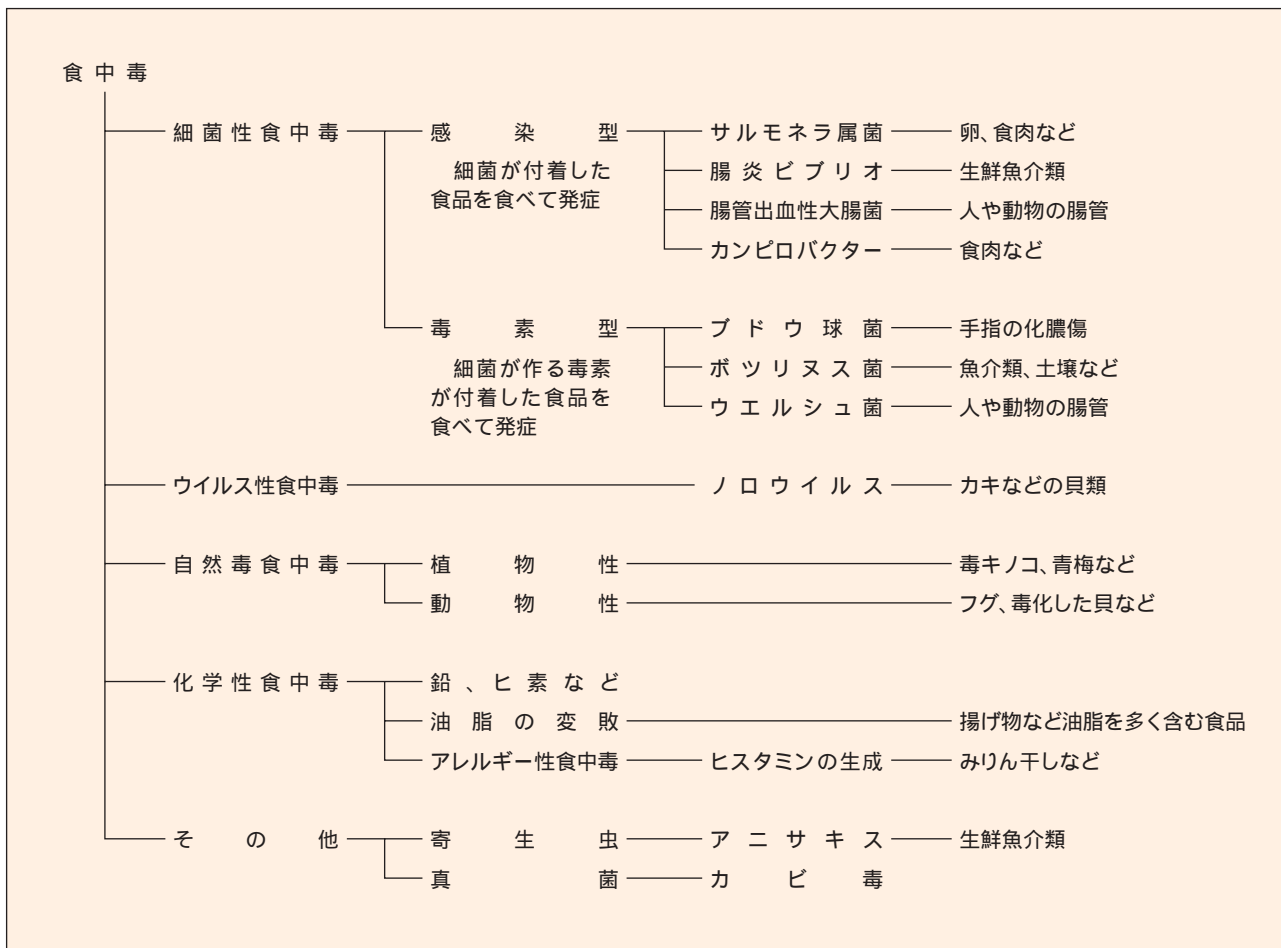 食中毒
細菌性食中毒 感染型 サルモネラ属菌 卵、食肉など
細菌が付着した
食品を食べて発症
腸炎ビブリオ 生鮮魚介類
腸管出血性大腸菌 人や動物の腸管
カンピロバクター 食肉など
毒素型 ブドウ球菌 手指の化膿傷
細菌が作る毒素
が付着した食品を
食べて発症
ボツリヌス菌 魚介類、土壌など
ウエルシュ菌 人や動物の腸管
ウイルス性食中毒 ノロウイルス カキなどの貝類
自然毒食中毒 植物性 毒キノコ、青梅など
動物性 フグ、毒化した貝など
化学性食中毒 鉛、ヒ素など
油脂の変敗 揚げ物など油脂を多く含む食品
アレルギー性食中毒 ヒスタミンの生成 みりん干しなど
その他 寄生虫 アニサキス 生鮮魚介類
真菌 カビ毒